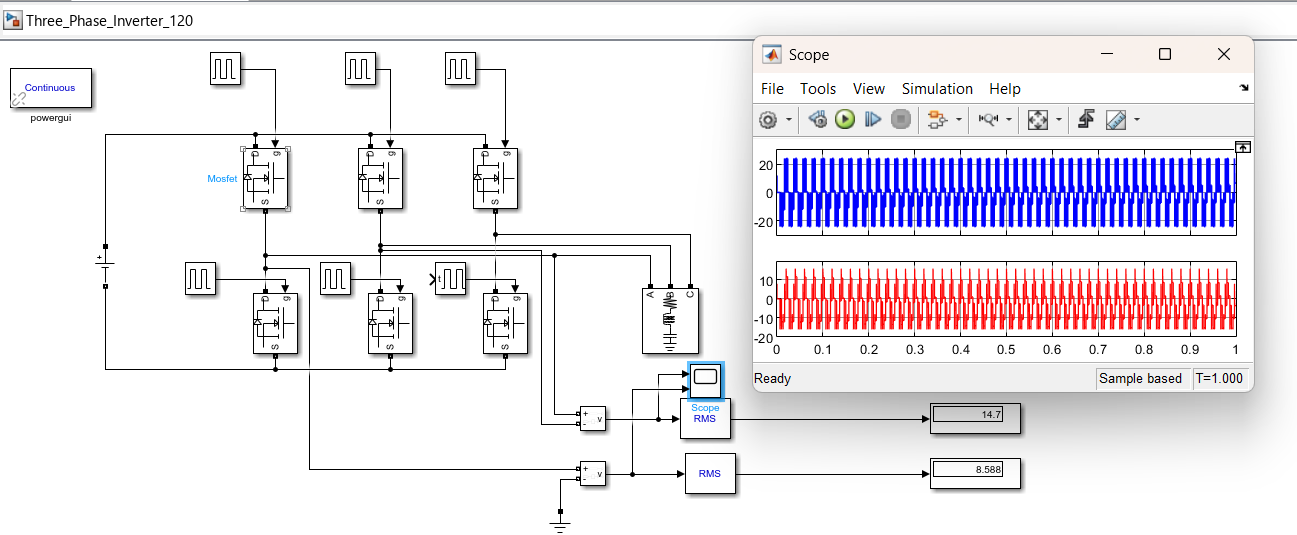 Three_Phase_Inverter_120
Continuous
powergui
Mosfet
D g
S
D g
S
D g
S
+
t
D g
S
D g
S
D g
S
A B C
Scope
RMS
+
-
v
14.7
RMS
+
-
v
8.588
Scope
File Tools View Simulation Help
20
0
-20
10
0
-10
-20
0 0.1 0.2 0.3 0.4 0.5 0.6 0.7 0.8 0.9 1
Ready Sample based T=1.000